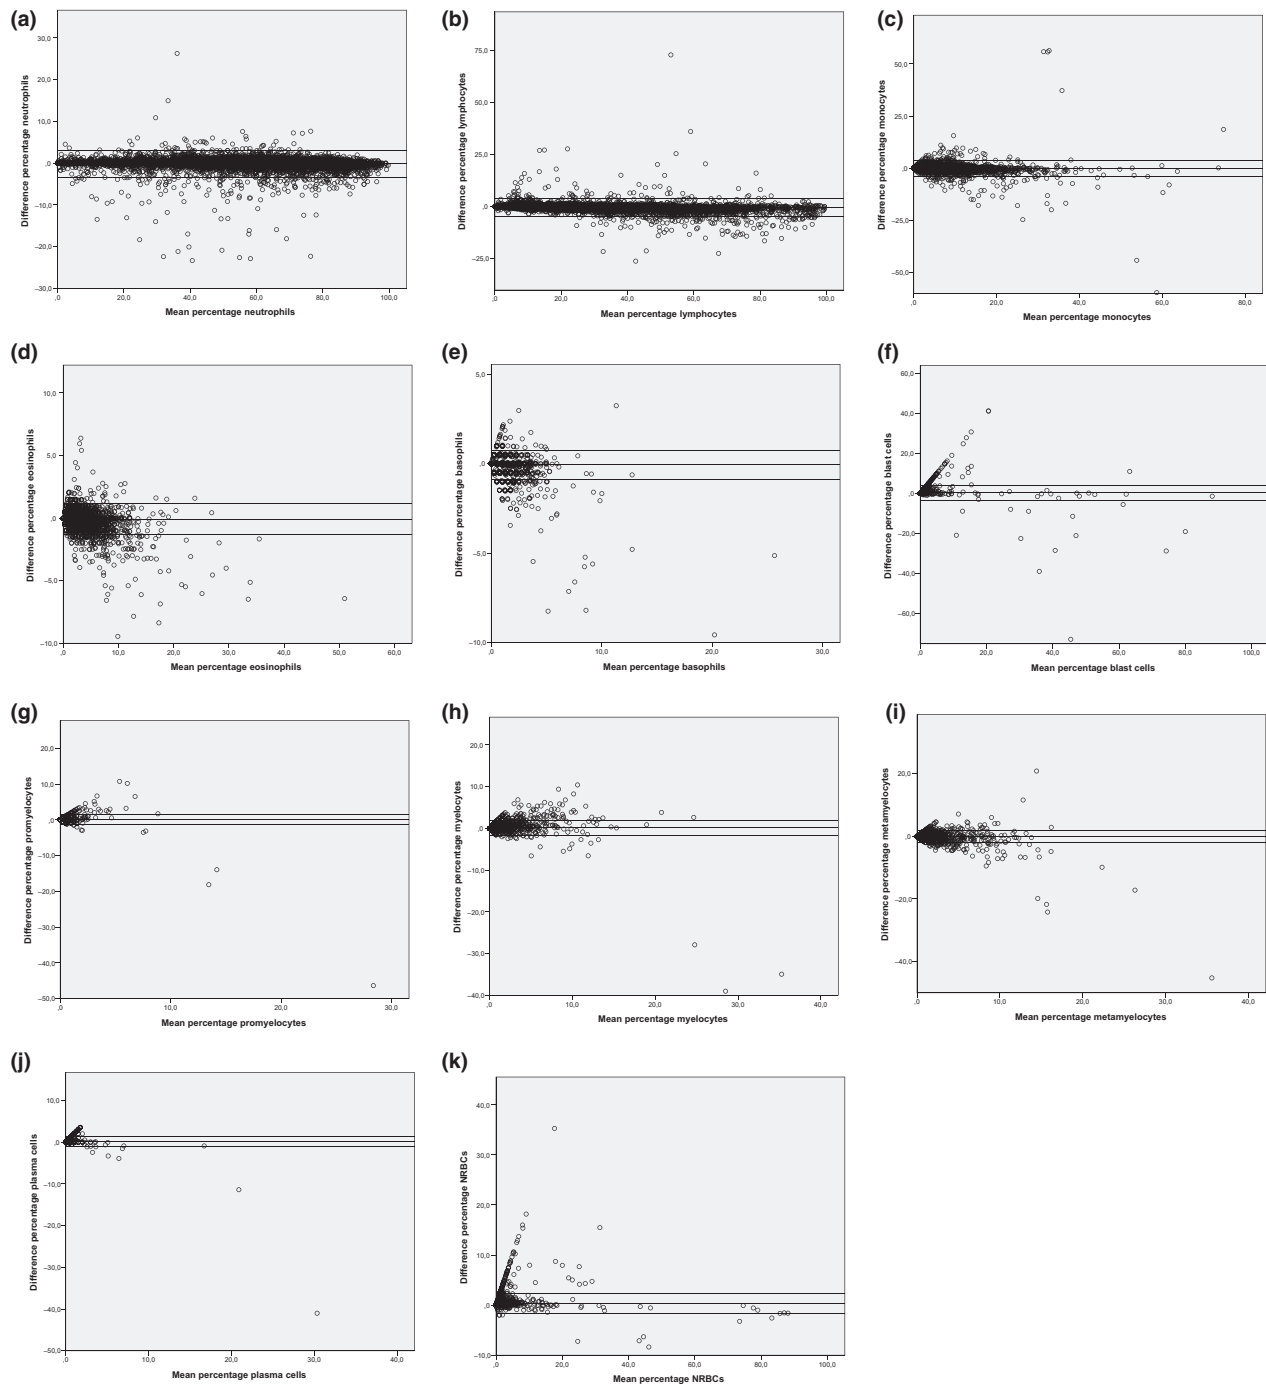 (a)
Difference percentage neutrophils
30,0
20,0
10,0
,0
–10,0
–20,0
–30,0
,0 20,0 40,0 60,0 80,0 100,0
Mean percentage neutrophils
(b)
Difference percentage lymphocytes
75,0
50,0
25,0
,0
–25,0
,0 20,0 40,0 60,0 80,0 100,0
Mean percentage lymphocytes
(c)
Difference percentage monocytes
50,0
25,0
,0
–25,0
–50,0
,0 20,0 40,0 60,0 80,0
Mean percentage monocytes
(d)
Difference percentage eosinophils
10,0
5,0
,0
–5,0
–10,0
,0 10,0 20,0 30,0 40,0 50,0 60,0
Mean percentage eosinophils
(e)
Difference percentage basophils
5,0
,0
–5,0
–10,0
,0 10,0 20,0 30,0
Mean percentage basophils
(f)
Difference percentage blast cells
60,0
40,0
20,0
,0
–20,0
–40,0
–60,0
,0 20,0 40,0 60,0 80,0 100,0
Mean percentage blast cells
(g)
Difference percentage promyelocytes
20,0
10,0
,0
–10,0
–20,0
–30,0
–40,0
–50,0
,0 10,0 20,0 30,0
Mean percentage promyelocytes
(h)
Difference percentage myelocytes
20,0
10,0
,0
–10,0
–20,0
–30,0
–40,0
,0 10,0 20,0 30,0 40,0
Mean percentage myelocytes
(i)
Difference percentage metamyelocytes
20,0
,0
–20,0
–40,0
,0 10,0 20,0 30,0 40,0
Mean percentage metamyelocytes
(j)
Difference percentage plasma cells
10,0
,0
–10,0
–20,0
–30,0
–40,0
–50,0
,0 10,0 20,0 30,0 40,0
Mean percentage plasma cells
(k)
Difference percentage NRBCs
40,0
30,0
20,0
10,0
,0
–10,0
,0 20,0 40,0 60,0 80,0 100,0
Mean percentage NRBCs